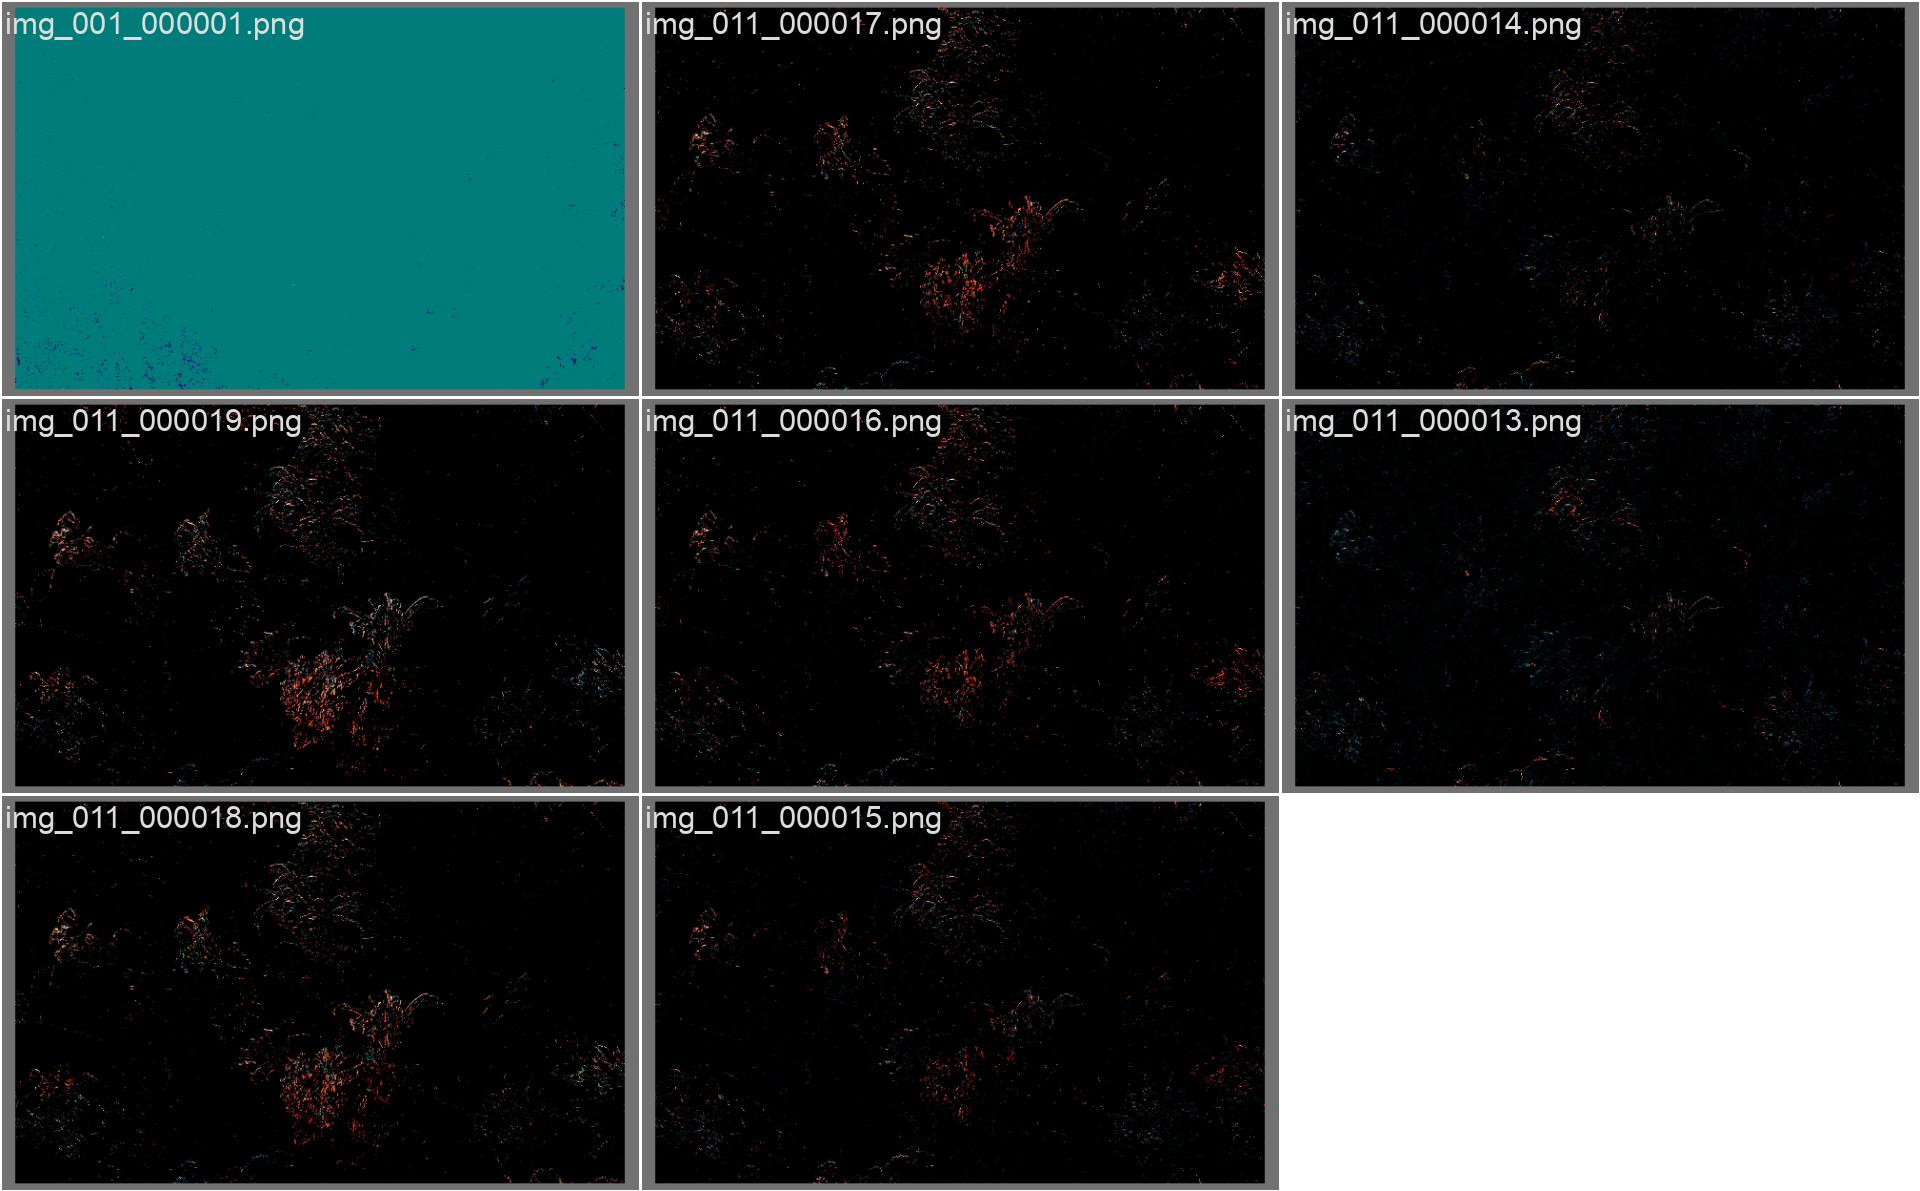 img_001_000001.png
img_011_000017.png
img_011_000014.png
img_011_000019.png
img_011_000016.png
img_011_000013.png
img_011_000018.png
img_011_000015.png